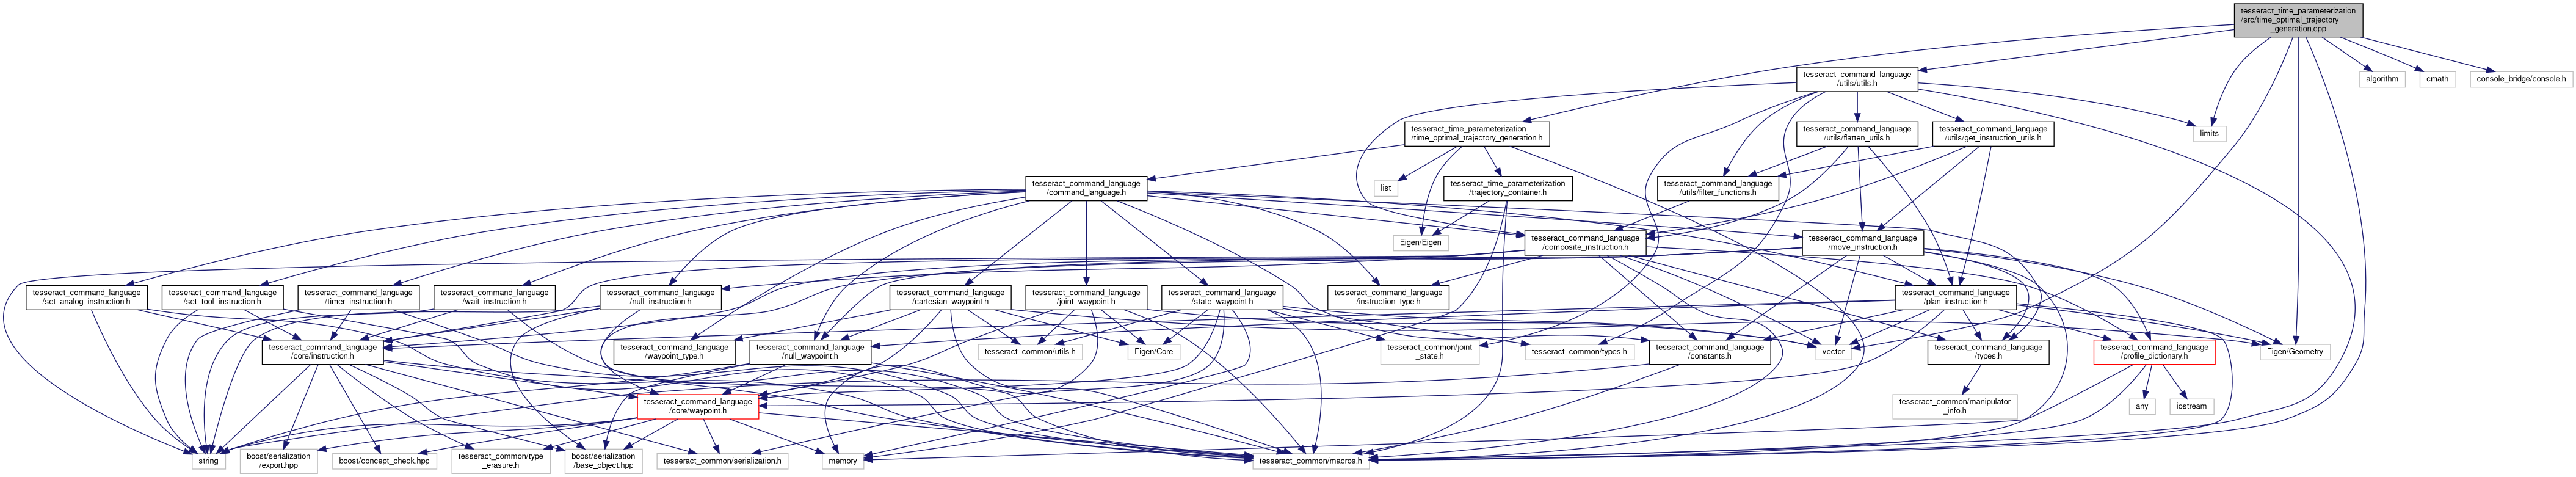 tesseract_time_parameterization
/src/time_optimal_trajectory
_generation.cpp
tesseract_command_language
/utils/utils.h
algorithm
cmath
console_bridge/console.h
tesseract_time_parameterization
/time_optimal_trajectory_generation.h
tesseract_command_language
/utils/flatten_utils.h
tesseract_command_language
/utils/get_instruction_utils.h
limits
tesseract_command_language
/command_language.h
list
tesseract_time_parameterization
/trajectory_container.h
tesseract_command_language
/utils/filter_functions.h
Eigen/Eigen
tesseract_command_language
/composite_instruction.h
tesseract_command_language
/move_instruction.h
tesseract_command_language
/set_analog_instruction.h
tesseract_command_language
/set_tool_instruction.h
tesseract_command_language
/timer_instruction.h
tesseract_command_language
/wait_instruction.h
tesseract_command_language
/null_instruction.h
tesseract_command_language
/cartesian_waypoint.h
tesseract_command_language
/joint_waypoint.h
tesseract_command_language
/state_waypoint.h
tesseract_command_language
/instruction_type.h
tesseract_command_language
/plan_instruction.h
tesseract_command_language
/core/instruction.h
tesseract_command_language
/waypoint_type.h
tesseract_command_language
/null_waypoint.h
tesseract_common/utils.h
Eigen/Core
tesseract_common/joint
_state.h
tesseract_common/types.h
tesseract_command_language
/constants.h
vector
tesseract_command_language
/types.h
tesseract_command_language
/profile_dictionary.h
Eigen/Geometry
tesseract_command_language
/core/waypoint.h
tesseract_common/manipulator
_info.h
any
iostream
string
boost/serialization
/export.hpp
boost/concept_check.hpp
tesseract_common/type
_erasure.h
boost/serialization
/base_object.hpp
tesseract_common/serialization.h
memory
tesseract_common/macros.h